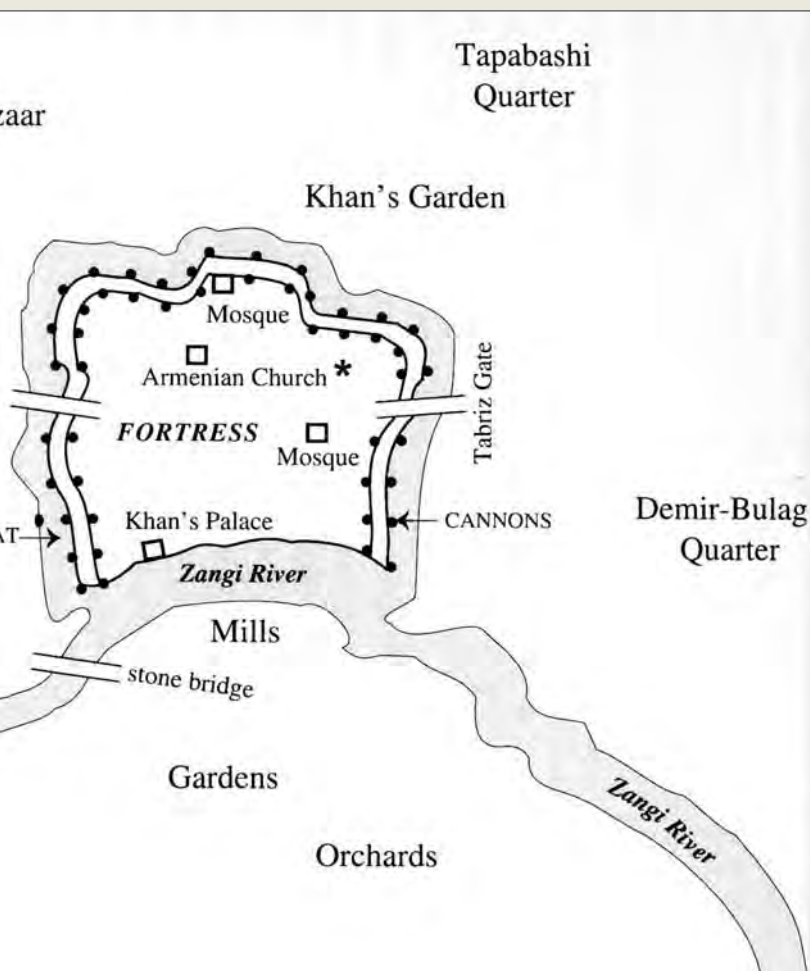 Tapabashi
Quarter
zaar
Khan's Garden
Mosque
Armenian Church *
Tabriz Gate
FORTRESS
Mosque
Khan's Palace
CANNONS
Demir-Bulag
Quarter
AT
Zangi River
Mills
stone bridge
Gardens
Zangi River
Orchards